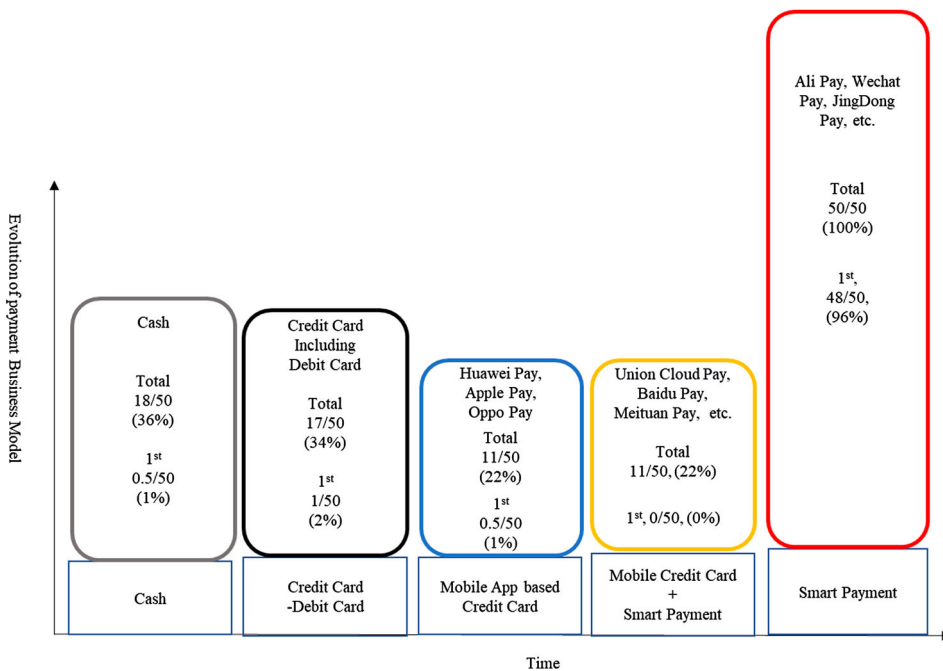 Evolution of payment Business Model
Cash
Total
18/50
(36%)
1st
0.5/50
(1%)
Credit Card
Including
Debit Card
Total
17/50
(34%)
1st
1/50
(2%)
Huawei Pay,
Apple Pay,
Oppo Pay
Total
11/50
(22%)
1st
0.5/50
(1%)
Union Cloud Pay,
Baidu Pay,
Meituan Pay, etc.
Total
11/50, (22%)
1st, 0/50, (0%)
Ali Pay, Wechat
Pay, JingDong
Pay, etc.
Total
50/50
(100%)
1st,
48/50,
(96%)
Cash
Credit Card
-Debit Card
Mobile App based
Credit Card
Mobile Credit Card
+
Smart Payment
Smart Payment
Time